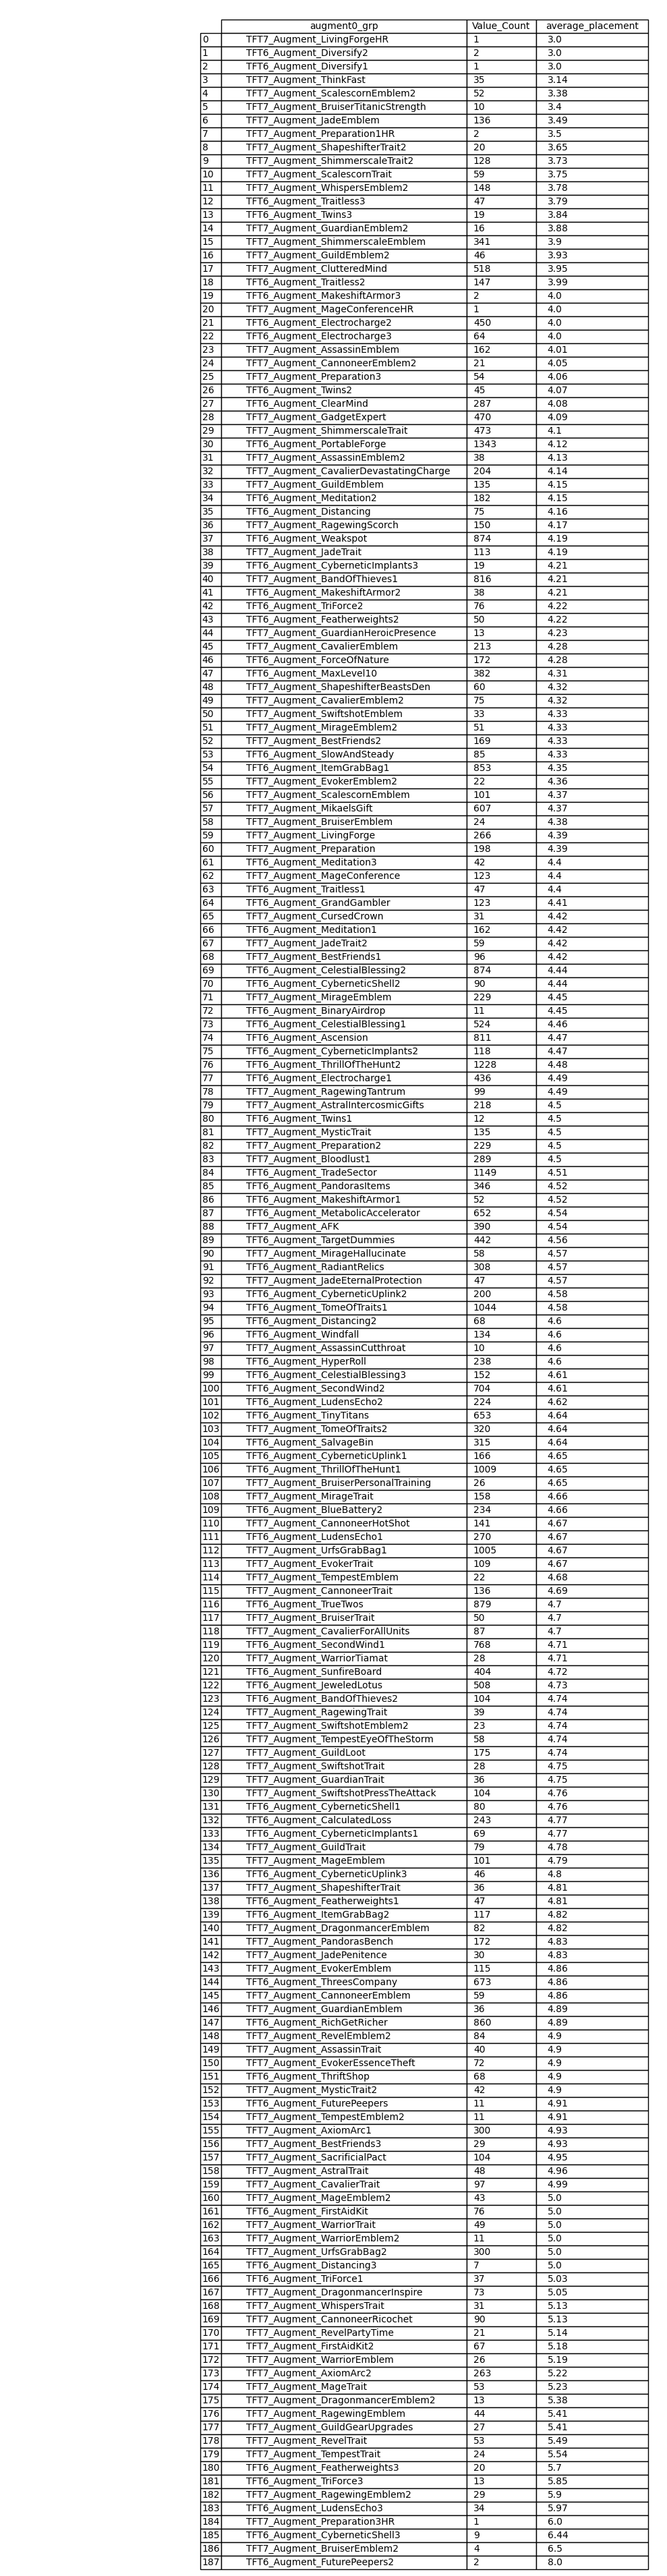 augment0_grp Value_Count average_placement
0 TFT7_Augment_LivingForgeHR 1 3.0
1 TFT6_Augment_Diversify2 2 3.0
2 TFT6_Augment_Diversify1 1 3.0
3 TFT7_Augment_ThinkFast 35 3.14
4 TFT7_Augment_ScalescornEmblem2 52 3.38
5 TFT7_Augment_BruiserTitanicStrength 10 3.4
6 TFT7_Augment_JadeEmblem 136 3.49
7 TFT7_Augment_Preparation1HR 2 3.5
8 TFT7_Augment_ShapeshifterTrait2 20 3.65
9 TFT7_Augment_ShimmerscaleTrait2 128 3.73
10 TFT7_Augment_ScalescornTrait 59 3.75
11 TFT7_Augment_WhispersEmblem2 148 3.78
12 TFT6_Augment_Traitless3 47 3.79
13 TFT6_Augment_Twins3 19 3.84
14 TFT7_Augment_GuardianEmblem2 16 3.88
15 TFT7_Augment_ShimmerscaleEmblem 341 3.9
16 TFT7_Augment_GuildEmblem2 46 3.93
17 TFT7_Augment_ClutteredMind 518 3.95
18 TFT6_Augment_Traitless2 147 3.99
19 TFT6_Augment_MakeshiftArmor3 2 4.0
20 TFT7_Augment_MageConferenceHR 1 4.0
21 TFT6_Augment_Electrocharge2 450 4.0
22 TFT6_Augment_Electrocharge3 64 4.0
23 TFT7_Augment_AssassinEmblem 162 4.01
24 TFT7_Augment_CannoneerEmblem2 21 4.05
25 TFT7_Augment_Preparation3 54 4.06
26 TFT6_Augment_Twins2 45 4.07
27 TFT6_Augment_ClearMind 287 4.08
28 TFT7_Augment_GadgetExpert 470 4.09
29 TFT7_Augment_ShimmerscaleTrait 473 4.1
30 TFT6_Augment_PortableForge 1343 4.12
31 TFT7_Augment_AssassinEmblem2 38 4.13
32 TFT7_Augment_CavalierDevastatingCharge 204 4.14
33 TFT7_Augment_GuildEmblem 135 4.15
34 TFT6_Augment_Meditation2 182 4.15
35 TFT6_Augment_Distancing 75 4.16
36 TFT7_Augment_RagewingScorch 150 4.17
37 TFT6_Augment_Weakspot 874 4.19
38 TFT7_Augment_JadeTrait 113 4.19
39 TFT6_Augment_CyberneticImplants3 19 4.21
40 TFT7_Augment_BandOfThieves1 816 4.21
41 TFT6_Augment_MakeshiftArmor2 38 4.21
42 TFT6_Augment_TriForce2 76 4.22
43 TFT6_Augment_Featherweights2 50 4.22
44 TFT7_Augment_GuardianHeroicPresence 13 4.23
45 TFT7_Augment_CavalierEmblem 213 4.28
46 TFT6_Augment_ForceOfNature 172 4.28
47 TFT6_Augment_MaxLevel10 382 4.31
48 TFT7_Augment_ShapeshifterBeastsDen 60 4.32
49 TFT7_Augment_CavalierEmblem2 75 4.32
50 TFT7_Augment_SwiftshotEmblem 33 4.33
51 TFT7_Augment_MirageEmblem2 51 4.33
52 TFT7_Augment_BestFriends2 169 4.33
53 TFT6_Augment_SlowAndSteady 85 4.33
54 TFT6_Augment_ItemGrabBag1 853 4.35
55 TFT7_Augment_EvokerEmblem2 22 4.36
56 TFT7_Augment_ScalescornEmblem 101 4.37
57 TFT7_Augment_MikaelsGift 607 4.37
58 TFT7_Augment_BruiserEmblem 24 4.38
59 TFT7_Augment_LivingForge 266 4.39
60 TFT7_Augment_Preparation 198 4.39
61 TFT6_Augment_Meditation3 42 4.4
62 TFT7_Augment_MageConference 123 4.4
63 TFT6_Augment_Traitless1 47 4.4
64 TFT6_Augment_GrandGambler 123 4.41
65 TFT7_Augment_CursedCrown 31 4.42
66 TFT6_Augment_Meditation1 162 4.42
67 TFT7_Augment_JadeTrait2 59 4.42
68 TFT7_Augment_BestFriends1 96 4.42
69 TFT6_Augment_CelestialBlessing2 874 4.44
70 TFT6_Augment_CyberneticShell2 90 4.44
71 TFT7_Augment_MirageEmblem 229 4.45
72 TFT6_Augment_BinaryAirdrop 11 4.45
73 TFT6_Augment_CelestialBlessing1 524 4.46
74 TFT6_Augment_Ascension 811 4.47
75 TFT6_Augment_CyberneticImplants2 118 4.47
76 TFT6_Augment_ThrillOfTheHunt2 1228 4.48
77 TFT6_Augment_Electrocharge1 436 4.49
78 TFT7_Augment_RagewingTantrum 99 4.49
79 TFT7_Augment_AstralIntercosmicGifts 218 4.5
80 TFT6_Augment_Twins1 12 4.5
81 TFT7_Augment_MysticTrait 135 4.5
82 TFT7_Augment_Preparation2 229 4.5
83 TFT7_Augment_Bloodlust1 289 4.5
84 TFT6_Augment_TradeSector 1149 4.51
85 TFT6_Augment_PandorasItems 346 4.52
86 TFT6_Augment_MakeshiftArmor1 52 4.52
87 TFT6_Augment_MetabolicAccelerator 652 4.54
88 TFT7_Augment_AFK 390 4.54
89 TFT6_Augment_TargetDummies 442 4.56
90 TFT7_Augment_MirageHallucinate 58 4.57
91 TFT6_Augment_RadiantRelics 308 4.57
92 TFT7_Augment_JadeEternalProtection 47 4.57
93 TFT6_Augment_CyberneticUplink2 200 4.58
94 TFT6_Augment_TomeOfTraits1 1044 4.58
95 TFT6_Augment_Distancing2 68 4.6
96 TFT6_Augment_Windfall 134 4.6
97 TFT7_Augment_AssassinCutthroat 10 4.6
98 TFT6_Augment_HyperRoll 238 4.6
99 TFT6_Augment_CelestialBlessing3 152 4.61
100 TFT6_Augment_SecondWind2 704 4.61
101 TFT6_Augment_LudensEcho2 224 4.62
102 TFT6_Augment_TinyTitans 653 4.64
103 TFT7_Augment_TomeOfTraits2 320 4.64
104 TFT6_Augment_SalvageBin 315 4.64
105 TFT6_Augment_CyberneticUplink1 166 4.65
106 TFT6_Augment_ThrillOfTheHunt1 1009 4.65
107 TFT7_Augment_BruiserPersonalTraining 26 4.65
108 TFT7_Augment_MirageTrait 158 4.66
109 TFT6_Augment_BlueBattery2 234 4.66
110 TFT7_Augment_CannoneerHotShot 141 4.67
111 TFT6_Augment_LudensEcho1 270 4.67
112 TFT7_Augment_UrfsGrabBag1 1005 4.67
113 TFT7_Augment_EvokerTrait 109 4.67
114 TFT7_Augment_TempestEmblem 22 4.68
115 TFT7_Augment_CannoneerTrait 136 4.69
116 TFT6_Augment_TrueTwos 879 4.7
117 TFT7_Augment_BruiserTrait 50 4.7
118 TFT7_Augment_CavalierForAllUnits 87 4.7
119 TFT6_Augment_SecondWind1 768 4.71
120 TFT7_Augment_WarriorTiamat 28 4.71
121 TFT6_Augment_SunfireBoard 404 4.72
122 TFT6_Augment_JeweledLotus 508 4.73
123 TFT7_Augment_BandOfThieves2 104 4.74
124 TFT7_Augment_RagewingTrait 39 4.74
125 TFT7_Augment_SwiftshotEmblem2 23 4.74
126 TFT7_Augment_TempestEyeOfTheStorm 58 4.74
127 TFT7_Augment_GuildLoot 175 4.74
128 TFT7_Augment_SwiftshotTrait 28 4.75
129 TFT7_Augment_GuardianTrait 36 4.75
130 TFT7_Augment_SwiftshotPressTheAttack 104 4.76
131 TFT6_Augment_CyberneticShell1 80 4.76
132 TFT6_Augment_CalculatedLoss 243 4.77
133 TFT6_Augment_CyberneticImplants1 69 4.77
134 TFT7_Augment_GuildTrait 79 4.78
135 TFT7_Augment_MageEmblem 101 4.79
136 TFT6_Augment_CyberneticUplink3 46 4.8
137 TFT7_Augment_ShapeshifterTrait 36 4.81
138 TFT6_Augment_Featherweights1 47 4.81
139 TFT6_Augment_ItemGrabBag2 117 4.82
140 TFT7_Augment_DragonmancerEmblem 82 4.82
141 TFT7_Augment_PandorasBench 172 4.83
142 TFT7_Augment_JadePenitence 30 4.83
143 TFT7_Augment_EvokerEmblem 115 4.86
144 TFT6_Augment_ThreesCompany 673 4.86
145 TFT7_Augment_CannoneerEmblem 59 4.86
146 TFT7_Augment_GuardianEmblem 36 4.89
147 TFT6_Augment_RichGetRicher 860 4.89
148 TFT7_Augment_RevelEmblem2 84 4.9
149 TFT7_Augment_AssassinTrait 40 4.9
150 TFT7_Augment_EvokerEssenceTheft 72 4.9
151 TFT6_Augment_ThriftShop 68 4.9
152 TFT7_Augment_MysticTrait2 42 4.9
153 TFT6_Augment_FuturePeepers 11 4.91
154 TFT7_Augment_TempestEmblem2 11 4.91
155 TFT7_Augment_AxiomArc1 300 4.93
156 TFT7_Augment_BestFriends3 29 4.93
157 TFT7_Augment_SacrificialPact 104 4.95
158 TFT7_Augment_AstralTrait 48 4.96
159 TFT7_Augment_CavalierTrait 97 4.99
160 TFT7_Augment_MageEmblem2 43 5.0
161 TFT6_Augment_FirstAidKit 76 5.0
162 TFT7_Augment_WarriorTrait 49 5.0
163 TFT7_Augment_WarriorEmblem2 11 5.0
164 TFT7_Augment_UrfsGrabBag2 300 5.0
165 TFT6_Augment_Distancing3 7 5.0
166 TFT6_Augment_TriForce1 37 5.03
167 TFT7_Augment_DragonmancerInspire 73 5.05
168 TFT7_Augment_WhispersTrait 31 5.13
169 TFT7_Augment_CannoneerRicochet 90 5.13
170 TFT7_Augment_RevelPartyTime 21 5.14
171 TFT7_Augment_FirstAidKit2 67 5.18
172 TFT7_Augment_WarriorEmblem 26 5.19
173 TFT7_Augment_AxiomArc2 263 5.22
174 TFT7_Augment_MageTrait 53 5.23
175 TFT7_Augment_DragonmancerEmblem2 13 5.38
176 TFT7_Augment_RagewingEmblem 44 5.41
177 TFT7_Augment_GuildGearUpgrades 27 5.41
178 TFT7_Augment_RevelTrait 53 5.49
179 TFT7_Augment_TempestTrait 24 5.54
180 TFT6_Augment_Featherweights3 20 5.7
181 TFT6_Augment_TriForce3 13 5.85
182 TFT7_Augment_RagewingEmblem2 29 5.9
183 TFT6_Augment_LudensEcho3 34 5.97
184 TFT7_Augment_Preparation3HR 1 6.0
185 TFT6_Augment_CyberneticShell3 9 6.44
186 TFT7_Augment_BruiserEmblem2 4 6.5
187 TFT6_Augment_FuturePeepers2 2 8.0